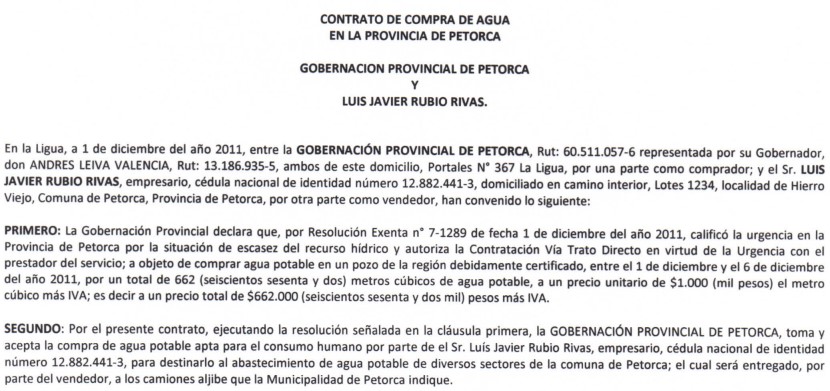 CONTRATO DE COMPRA DE AGUA
EN LA PROVINCIA DE PETORCA
GOBERNACION PROVINCIAL DE PETORCA
Y
LUIS JAVIER RUBIO RIVAS.
En la Ligua, a 1 de diciembre del año 2011, entre la GOBERNACIÓN PROVINCIAL DE PETORCA, Rut: 60.511.057-6 representada por su Gobernador,
don ANDRES LEIVA VALENCIA, Rut: 13.186.935-5, ambos de este domicilio, Portales N° 367 La Ligua, por una parte como comprador; y el Sr. LUIS
JAVIER RUBIO RIVAS, empresario, cédula nacional de identidad número 12.882.441-3, domiciliado en camino interior, Lotes 1234, localidad de Hierro
Viejo, Comuna de Petorca, Provincia de Petorca, por otra parte como vendedor, han convenido lo siguiente:
PRIMERO: La Gobernación Provincial declara que, por Resolución Exenta n° 7-1289 de fecha 1 de diciembre del año 2011, calificó la urgencia en la
Provincia de Petorca por la situación de escasez del recurso hídrico y autoriza la Contratación Vía Trato Directo en virtud de la Urgencia con el
prestador del servicio; a objeto de comprar agua potable en un pozo de la región debidamente certificado, entre el 1 de diciembre y el 6 de diciembre
del año 2011, por un total de 662 (seiscientos sesenta y dos) metros cúbicos de agua potable, a un precio unitario de $1.000 (mil pesos) el metro
cúbico más IVA; es decir a un precio total de $662.000 (seiscientos sesenta y dos mil) pesos más IVA.
SEGUNDO: Por el presente contrato, ejecutando la resolución señalada en la cláusula primera, la GOBERNACIÓN PROVINCIAL DE PETORCA, toma y
acepta la compra de agua potable apta para el consumo humano por parte de el Sr. Luís Javier Rubio Rivas, empresario, cédula nacional de identidad
número 12.882.441-3, para destinarlo al abastecimiento de agua potable de diversos sectores de la comuna de Petorca; el cual será entregado, por
parte del vendedor, a los camiones aljibe que la Municipalidad de Petorca indique.